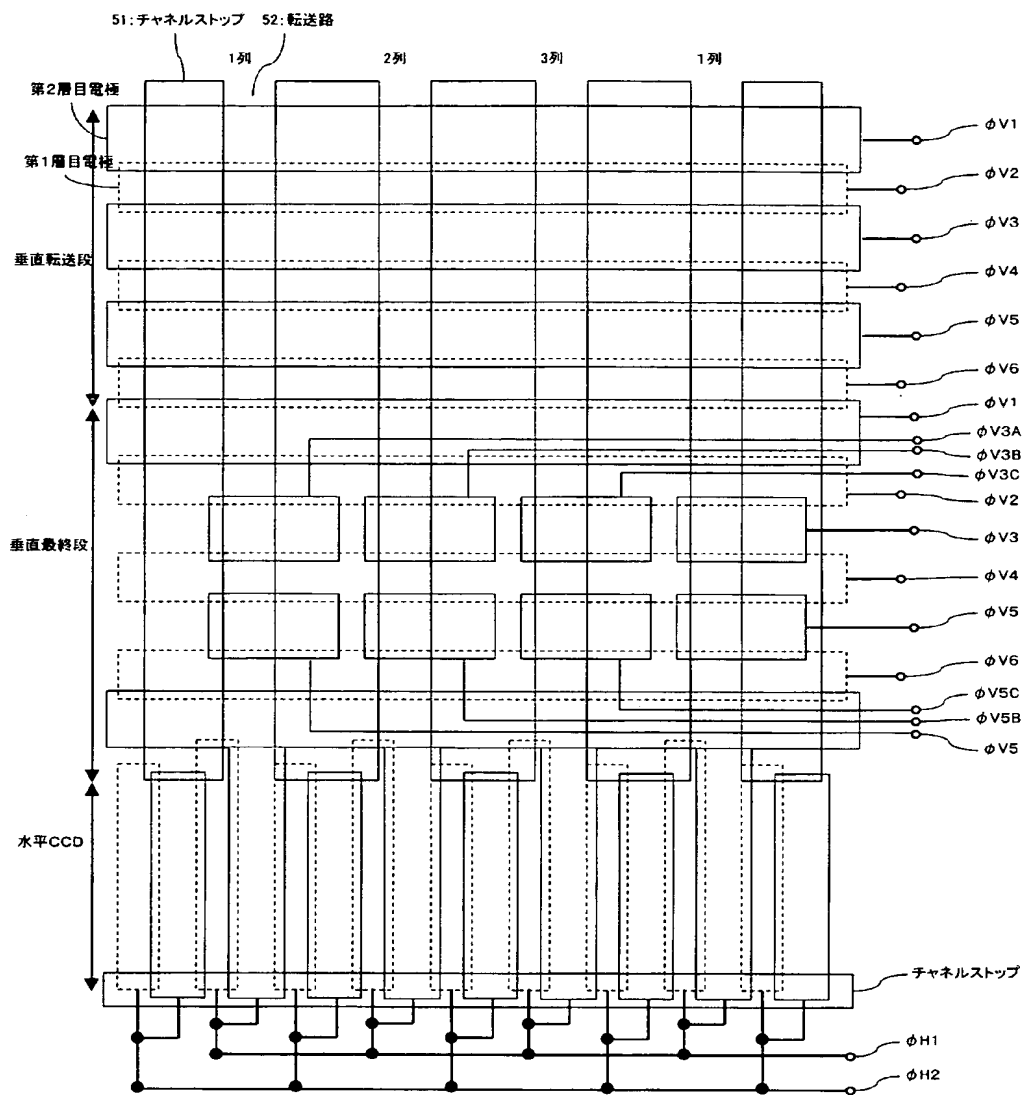 51:チャネルストップ
52:転送路
1列
2列
3列
1列
第2層目電極
第1層目電極
垂直転送段
垂直最終段
水平CCD
φV1
φV2
φV3
φV4
φV5
φV6
φV1
φV3A
φV3B
φV3C
φV2
φV3
φV4
φV5
φV6
φV5C
φV5B
φV5
チャネルストップ
φH1
φH2